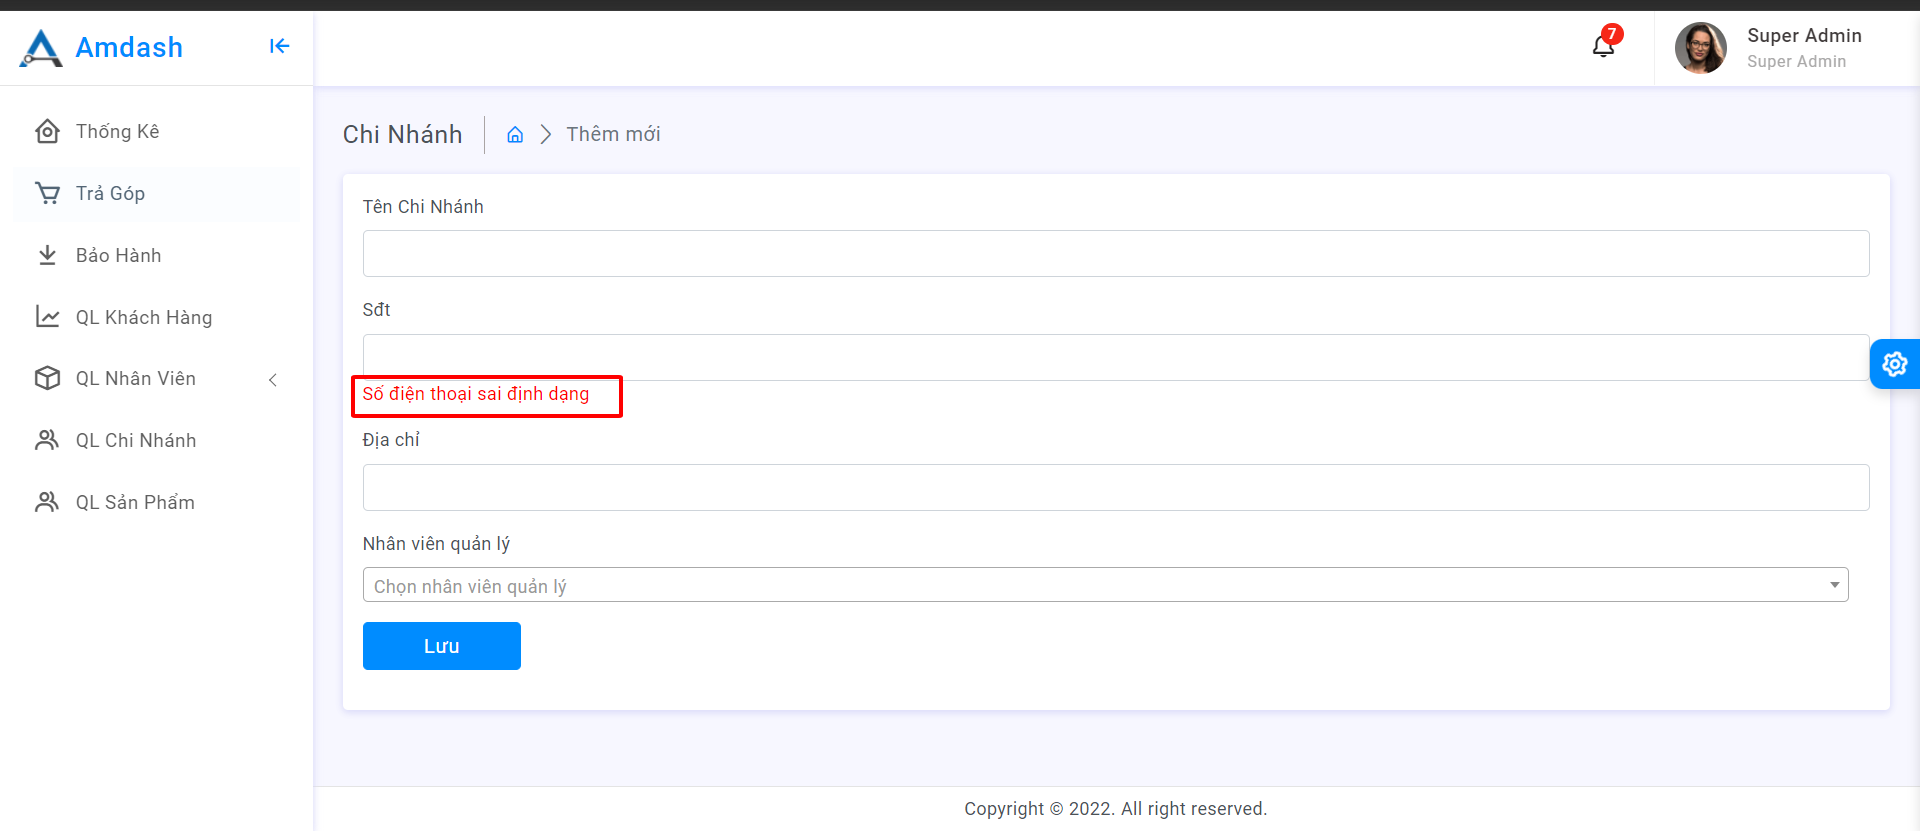 Amdash
7
Super Admin
Super Admin
Thống Kê
Trả Góp
Bảo Hành
QL Khách Hàng
QL Nhân Viên
QL Chi Nhánh
QL Sản Phẩm
Chi Nhánh
Thêm mới
Tên Chi Nhánh
Sđt
Số điện thoại sai định dạng
Địa chỉ
Nhân viên quản lý
Chọn nhân viên quản lý
Lưu
Copyright © 2022. All right reserved.